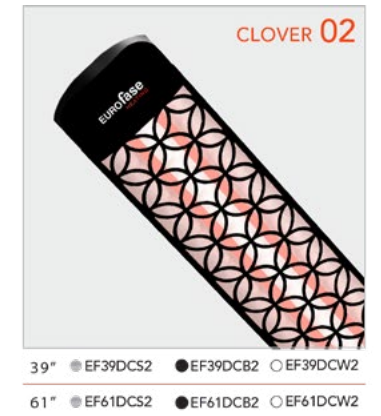 CLOVER 02
EUROfase
HEATING
39" EF39DCS2 EF39DCB2 EF39DCW2
61" EF61DCS2 EF61DCB2 EF61DCW2